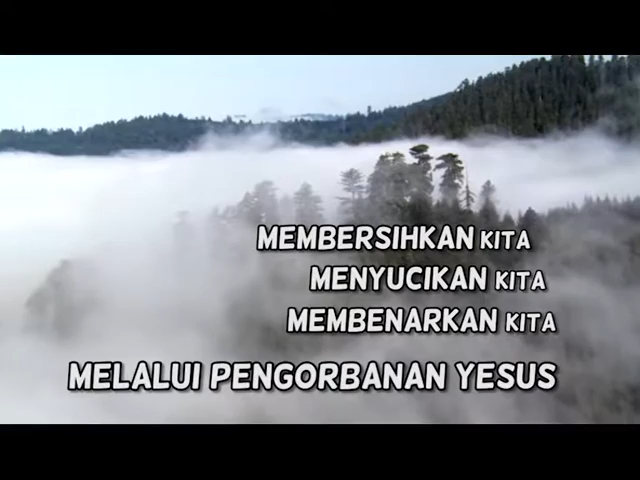 MEMBERSIHKAN KITA
MENYUCIKAN KITA
MEMBENARKAN KITA
MELALUI PENGORBANAN YESUS